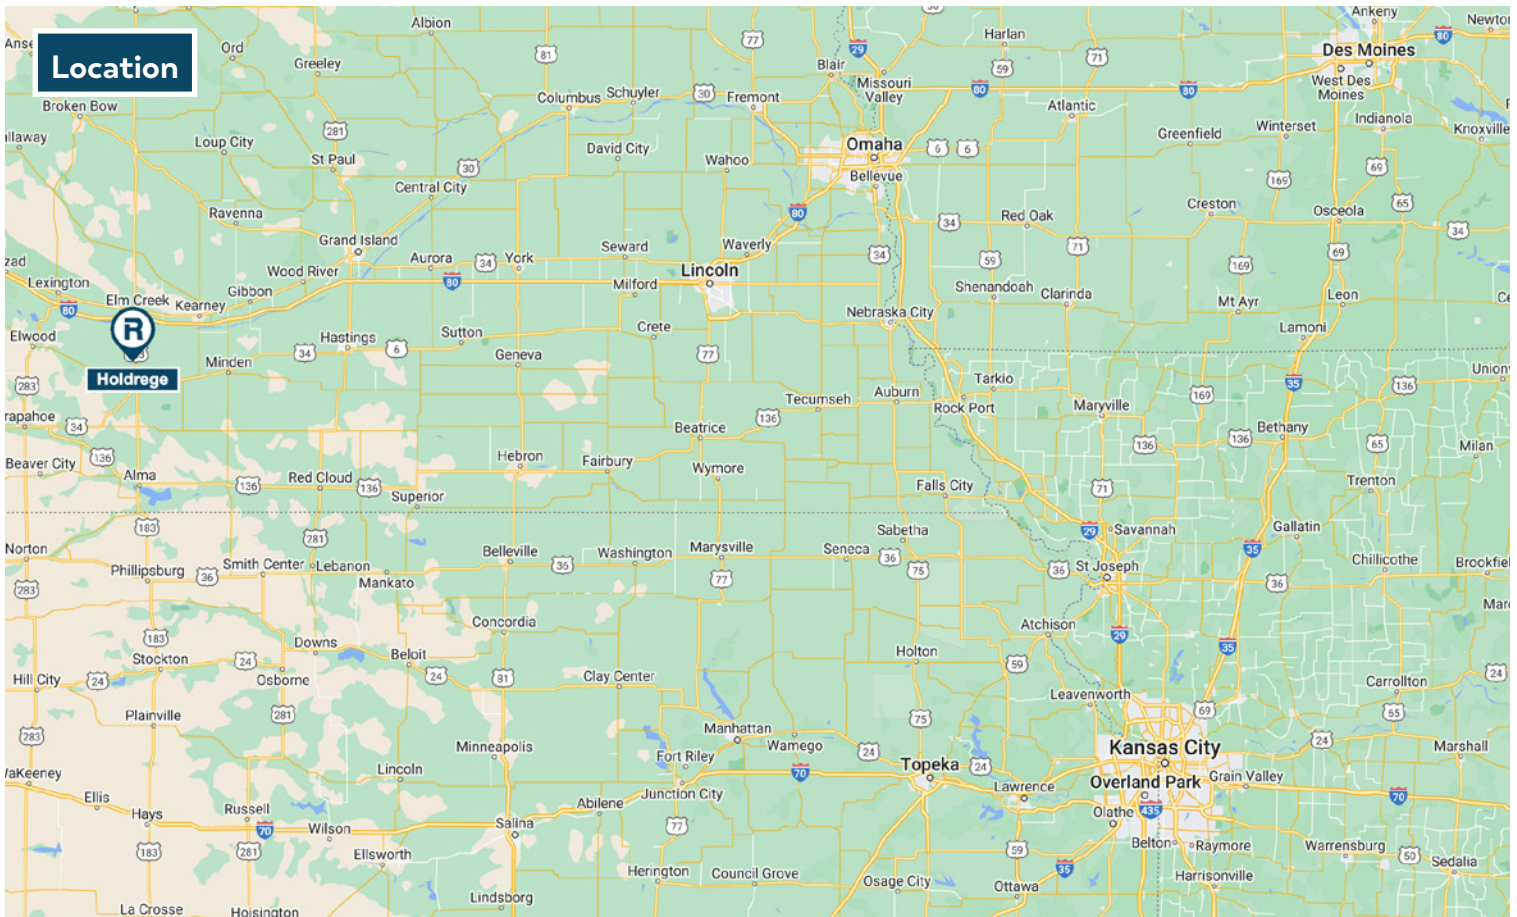 Location
Albion
Ord
Greeley
Broken Bow
Loup City
St Paul
Columbus
Schuyler
Fremont
Blair
Missouri
Valley
Harlan
Ankeny
Des Moines
West Des
Moines
Atlantic
Greenfield
Winterset
Indianola
Knoxville
David City
Wahoo
Omaha
Bellevue
Central City
Ravenna
Grand Island
Aurora
York
Seward
Waverly
Lincoln
Milford
Red Oak
Creston
Osceola
Lexington
Elm Creek
Kearney
Gibbon
Wood River
R
Holdrege
Elwood
Minden
Hastings
Sutton
Geneva
Crete
Nebraska City
Shenandoah
Clarinda
Mt Ayr
Leon
Lamoni
Tecumseh
Auburn
Tarkio
Rock Port
Maryville
Bethany
Milan
Beatrice
Hebron
Fairbury
Wymore
Falls City
Trenton
rapahoe
Beaver City
Alma
Red Cloud
Superior
Norton
Phillipsburg
Smith Center
Lebanon
Mankato
Belleville
Washington
Marysville
Seneca
Sabetha
Savannah
St Joseph
Gallatin
Chillicothe
Brookfiel
Concordia
Atchison
Holton
Stockton
Downs
Beloit
Hill City
Osborne
Clay Center
Leavenworth
Carrollton
Plainville
Minneapolis
Manhattan
Wamego
Fort Riley
Topeka
Kansas City
Overland Park
Grain Valley
Marshall
Lawrence
Olathe
Lincoln
Junction City
Abilene
Ellis
Hays
Russell
Wilson
Salina
Ellsworth
Belton
Raymore
Warrensburg
Sedalia
Harrisonville
Herington
Council Grove
Osage City
Ottawa
Lindsborg
La Crosse
Hoisington